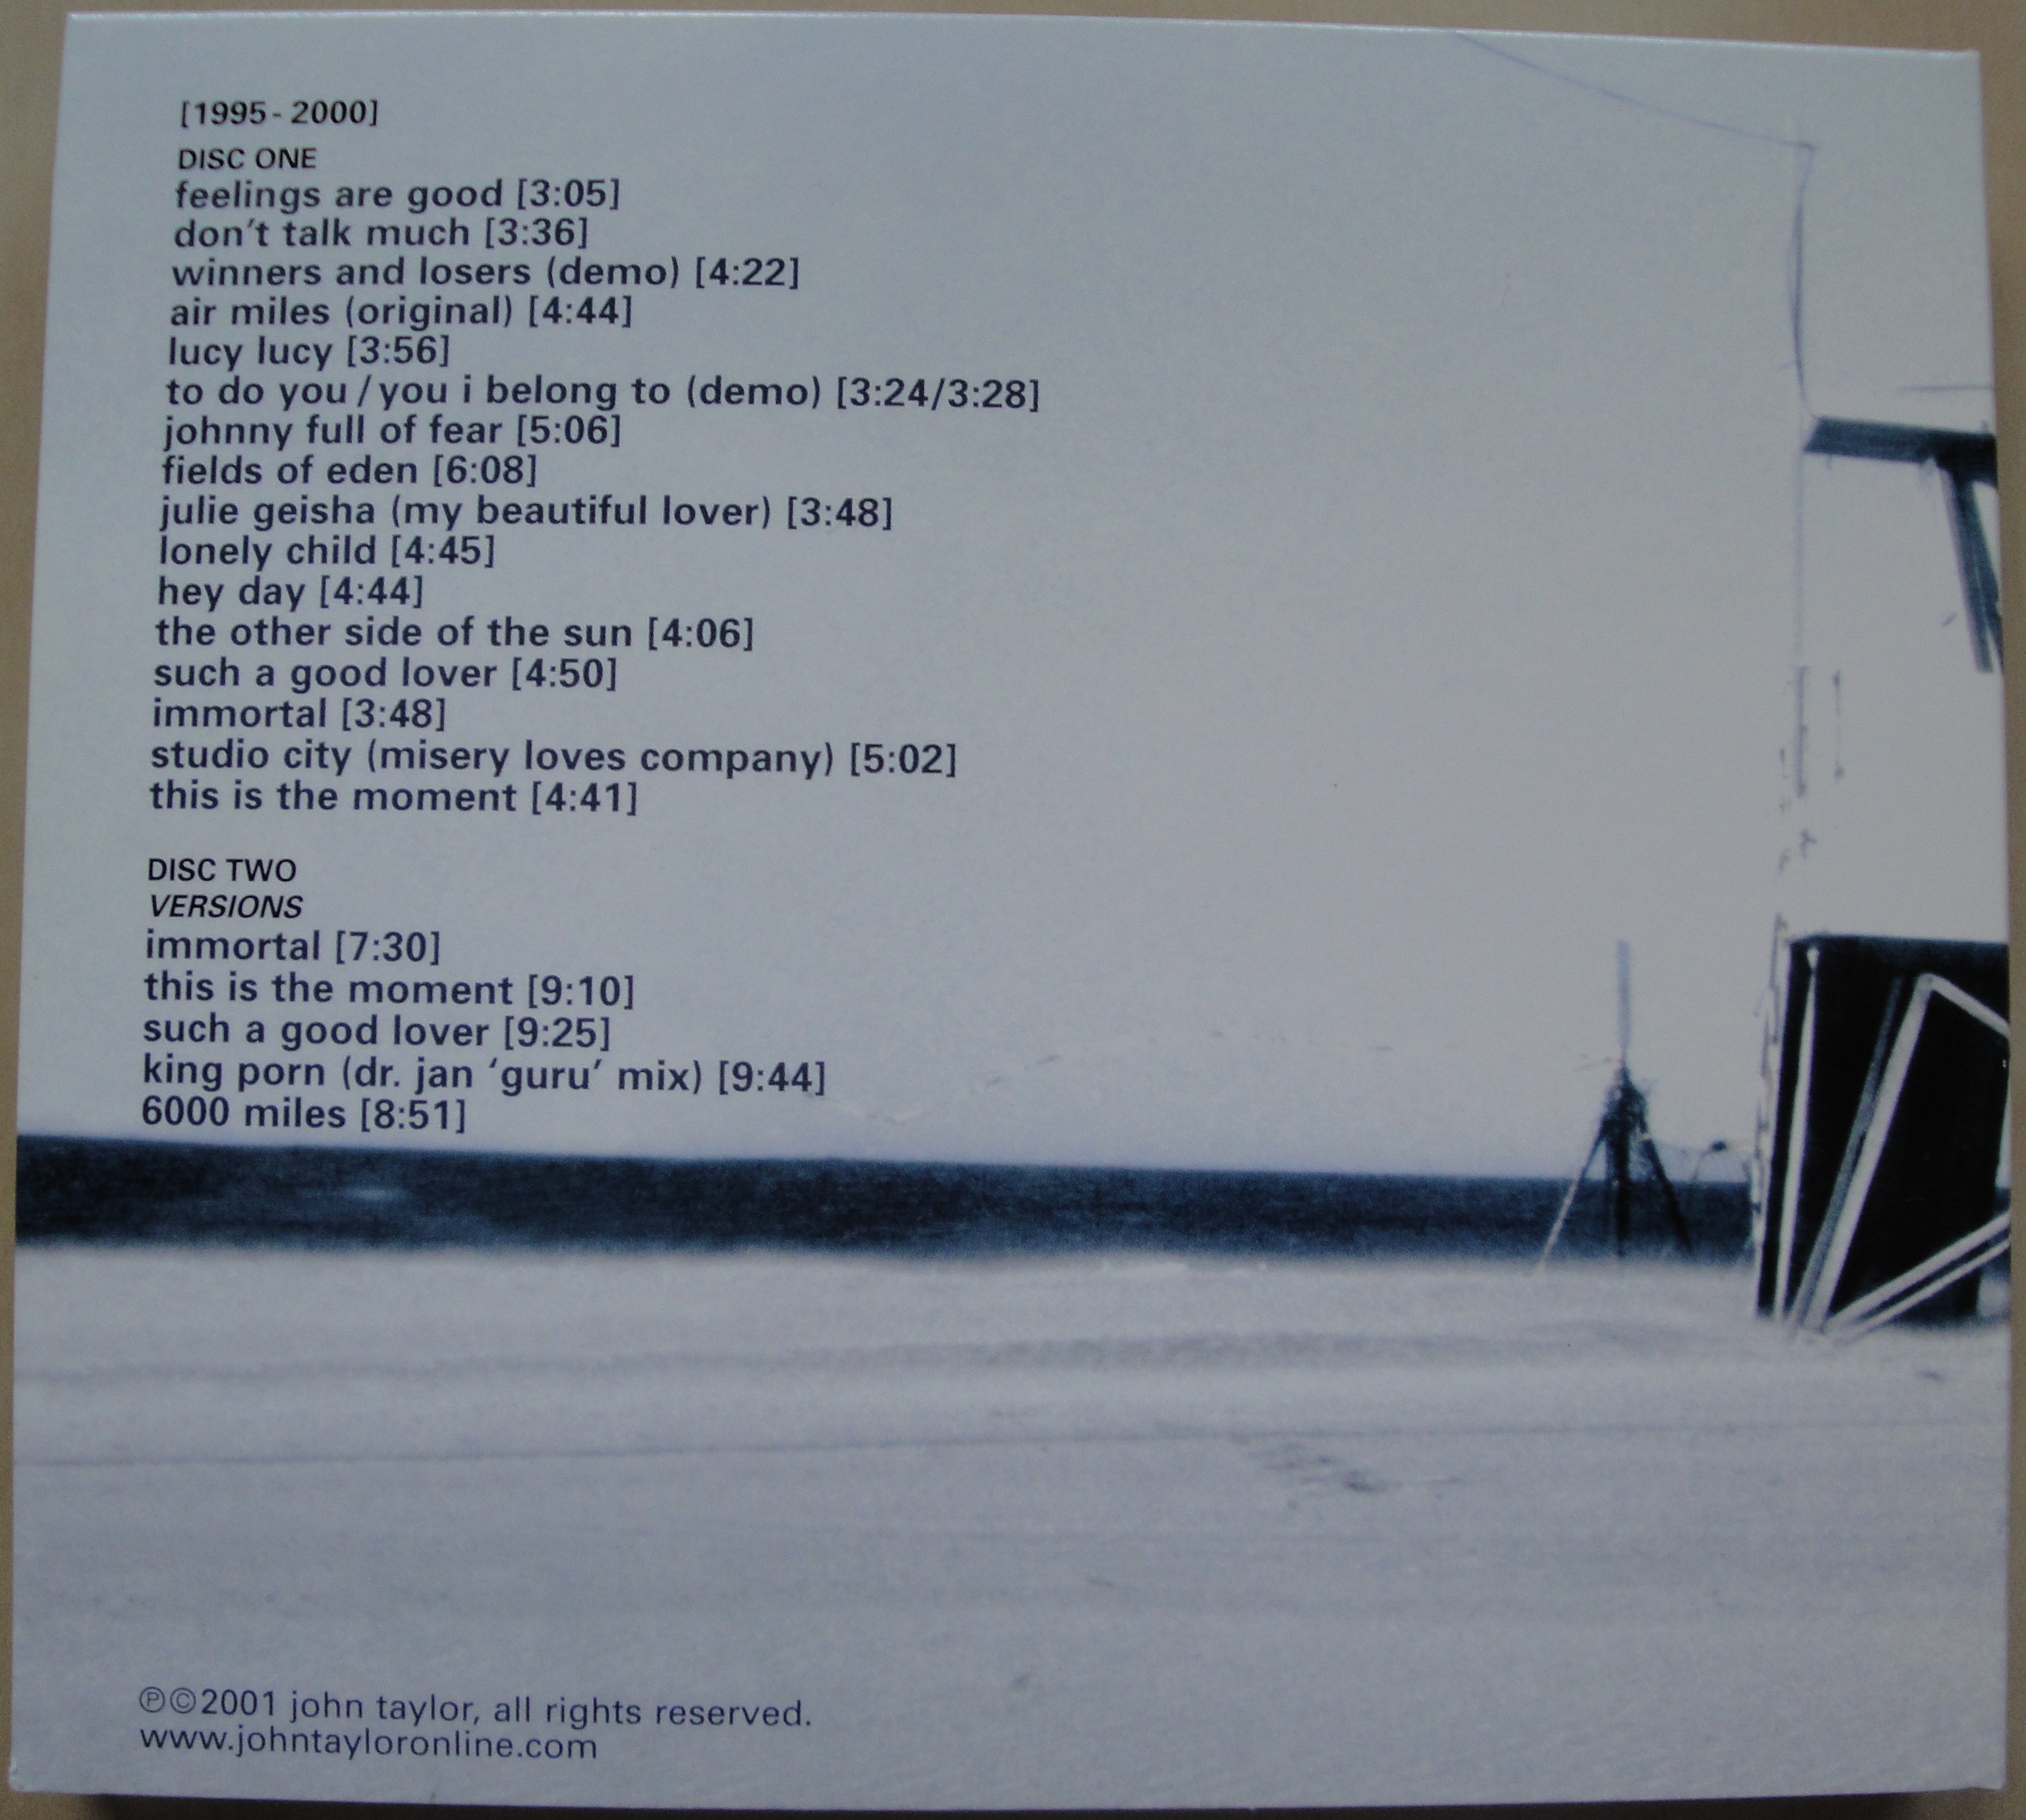 [1995 - 2000]
DISC ONE
feelings are good [3:05]
don't talk much [3:36]
winners and losers (demo) [4:22]
air miles (original) [4:44]
lucy lucy [3:56]
to do you / you i belong to (demo) [3:24/3:28]
johnny full of fear [5:06]
fields of eden [6:08]
julie geisha (my beautiful lover) [3:48]
lonely child [4:45]
hey day [4:44]
the other side of the sun [4:06]
such a good lover [4:50]
immortal [3:48]
studio city (misery loves company) [5:02]
this is the moment [4:41]
DISC TWO
VERSIONS
immortal [7:30]
this is the moment [9:10]
such a good lover [9:25]
king porn (dr. jan ‘guru’ mix) [9:44]
6000 miles [8:51]
℗©2001 john taylor, all rights reserved.
www.johntayloronline.com